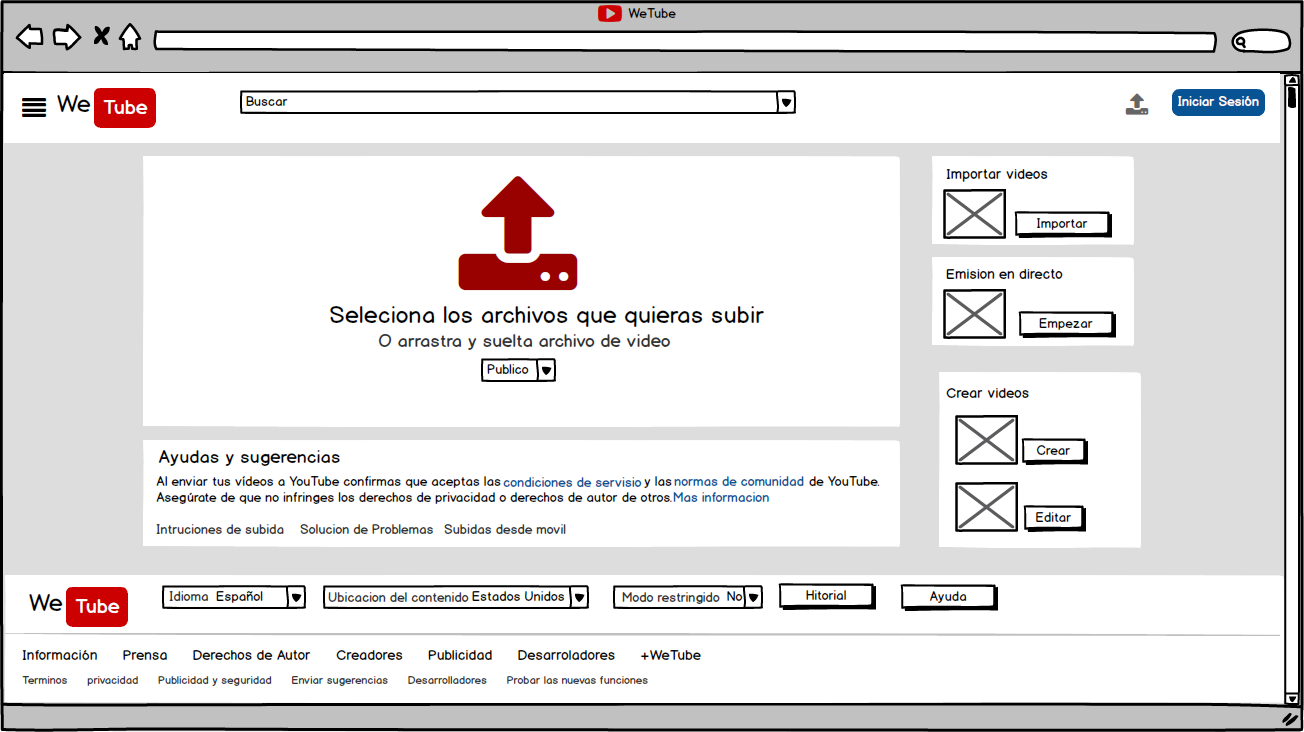 WeTube
We Tube
Buscar
Iniciar Sesión
Seleciona los archivos que quieras subir
O arrastra y suelta archivo de video
Publico
Importar videos
Importar
Emision en directo
Empezar
Crear videos
Crear
Editar
Ayudas y sugerencias
Al enviar tus vídeos a YouTube confirmas que aceptas las condiciones de servisio y las normas de comunidad de YouTube.
Asegúrate de que no infringes los derechos de privacidad o derechos de autor de otros. Mas informacion
Intruciones de subida Solucion de Problemas Subidas desde movil
We Tube
Idioma Español Ubicacion del contenido Estados Unidos Modo restringido No Hitorial Ayuda
Información Prensa Derechos de Autor Creadores Publicidad Desarroladores +WeTube
Terminos privacidad Publicidad y seguridad Enviar sugerencias Desarrolladores Probar las nuevas funciones